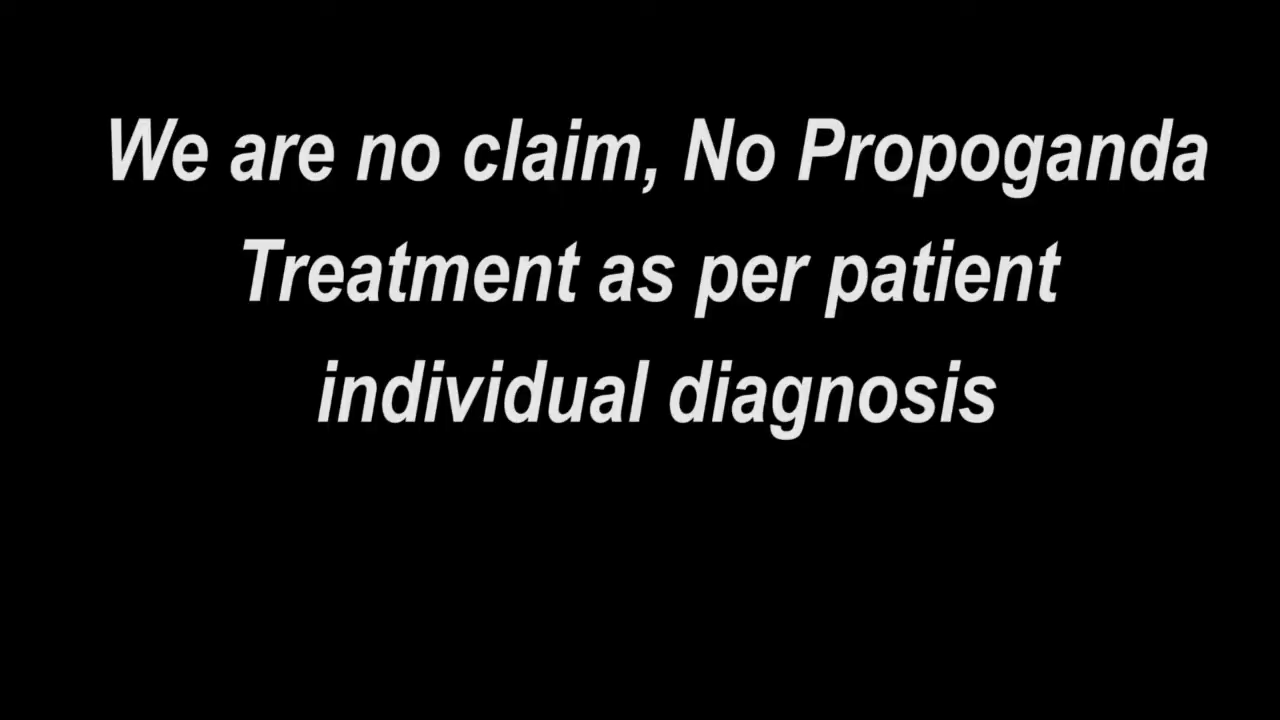 We are no claim, No Propoganda
Treatment as per patient
individual diagnosis